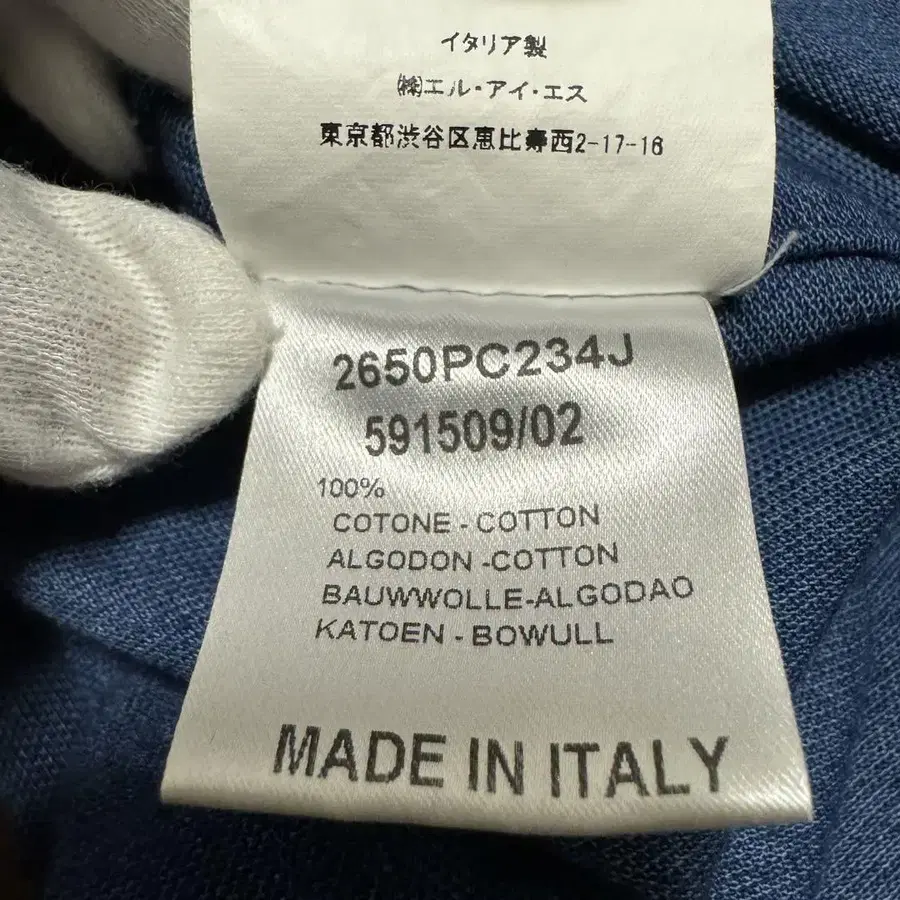 イタリア製
㈱エル・アイ・エス
東京都渋谷区恵比寿西2-17-16
2650PC234J
591509/02
100%
COTONE - COTTON
ALGODON -COTTON
BAUWWOLLE-ALGODAO
KATOEN - BOWULL
MADE IN ITALY